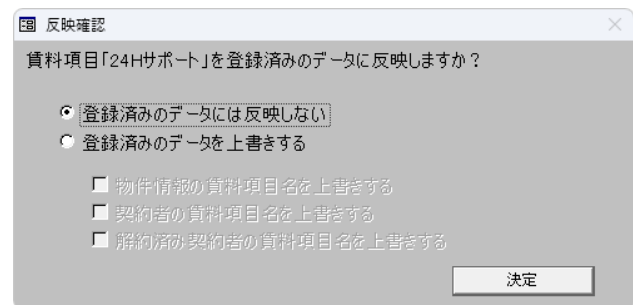 反映確認
賃料項目「24Hサポート」を登録済みのデータに反映しますか？
登録済みのデータには反映しない
登録済みのデータを上書きする
物件情報の賃料項目名を上書きする
契約者の賃料項目名を上書きする
解約済み契約者の賃料項目名を上書きする
決定